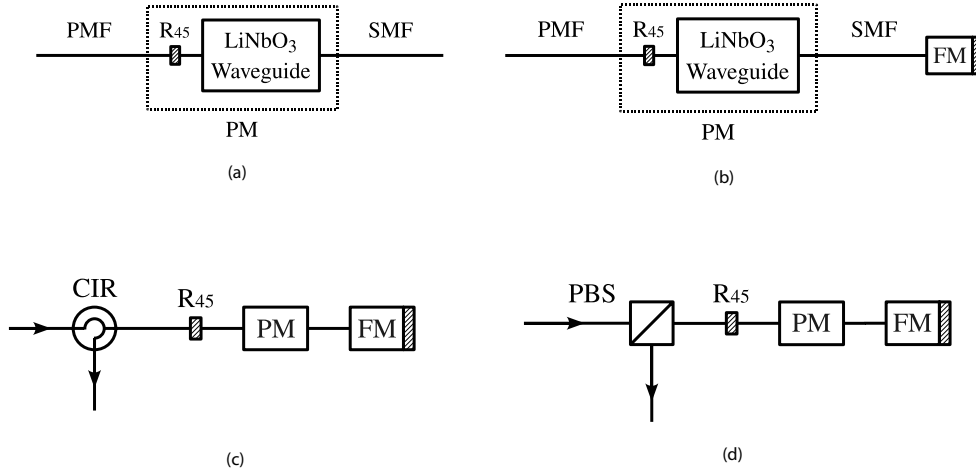 PMF R45 LiNbO3 Waveguide SMF
PM
(a)
PMF R45 LiNbO3 Waveguide SMF FM
PM
(b)
CIR R45 PM FM
(c)
PBS R45 PM FM
(d)